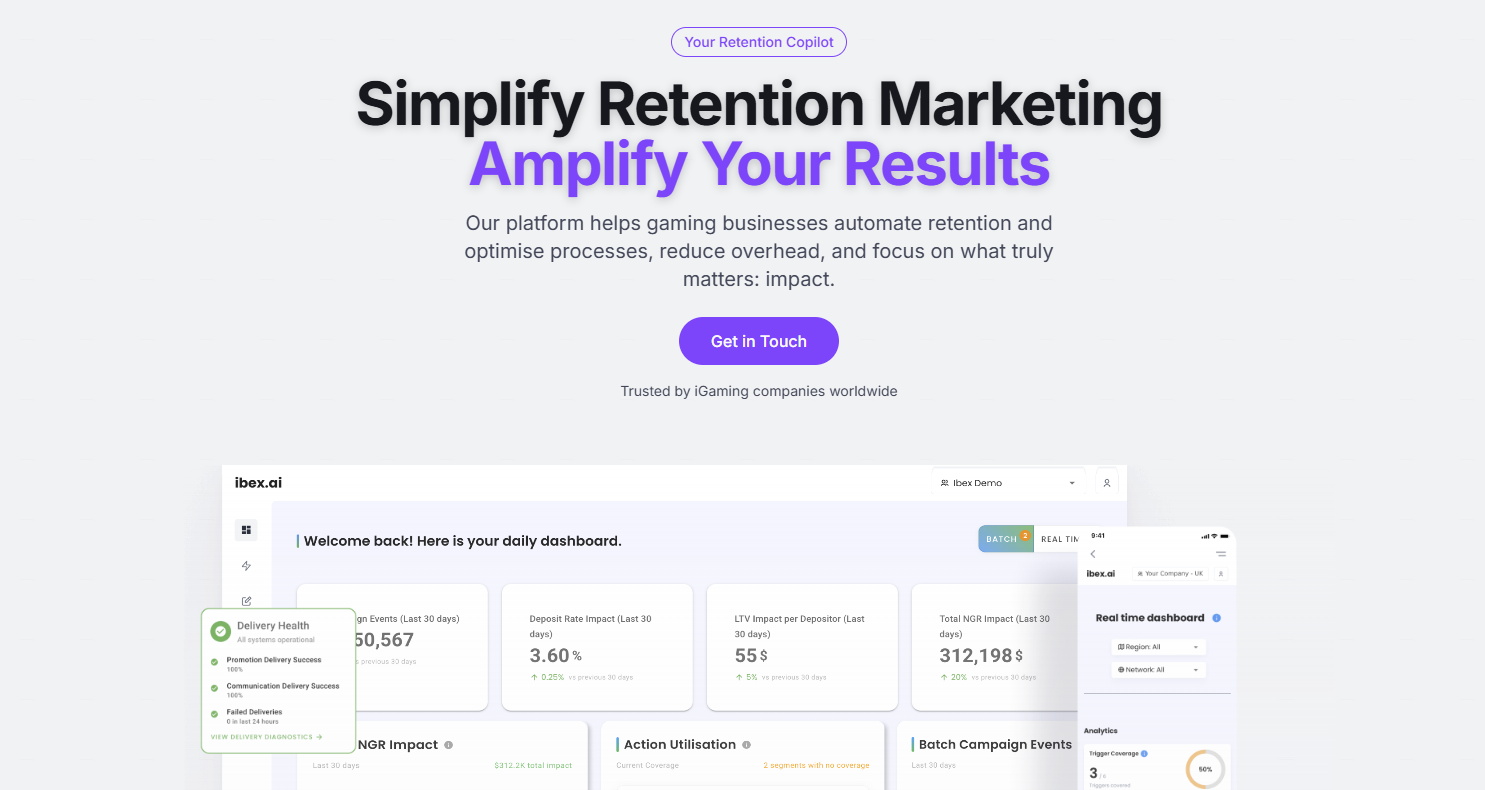 Your Retention Copilot
Simplify Retention Marketing
Amplify Your Results
Our platform helps gaming businesses automate retention and
optimise processes, reduce overhead, and focus on what truly
matters: impact.
Get in Touch
Trusted by iGaming companies worldwide
ibex.ai
Ibex Demo
Welcome back! Here is your daily dashboard.
BATCH 2
REAL TIM
gn Events (Last 30 days)
50,567
vs previous 30 days
Deposit Rate Impact (Last 30
days)
3.60 %
0.25% vs previous 30 days
LTV Impact per Depositor (Last
30 days)
55 $
5% vs previous 30 days
Total NGR Impact (Last 30
days)
312,198 $
20% vs previous 30 days
Delivery Health
All systems operational
Promotion Delivery Success
100%
Communication Delivery Success
100%
Failed Deliveries
0 in last 24 hours
VIEW DELIVERY DIAGNOSTICS →
NGR Impact
Last 30 days
$312.2K total impact
Action Utilisation
Current Coverage
2 segments with no coverage
Batch Campaign Events
Last 30 days
9:41
ibex.ai
Your Company - UK
Real time dashboard
Region: All
Network: All
Analytics
Trigger Coverage
3
Triggers covered
50%